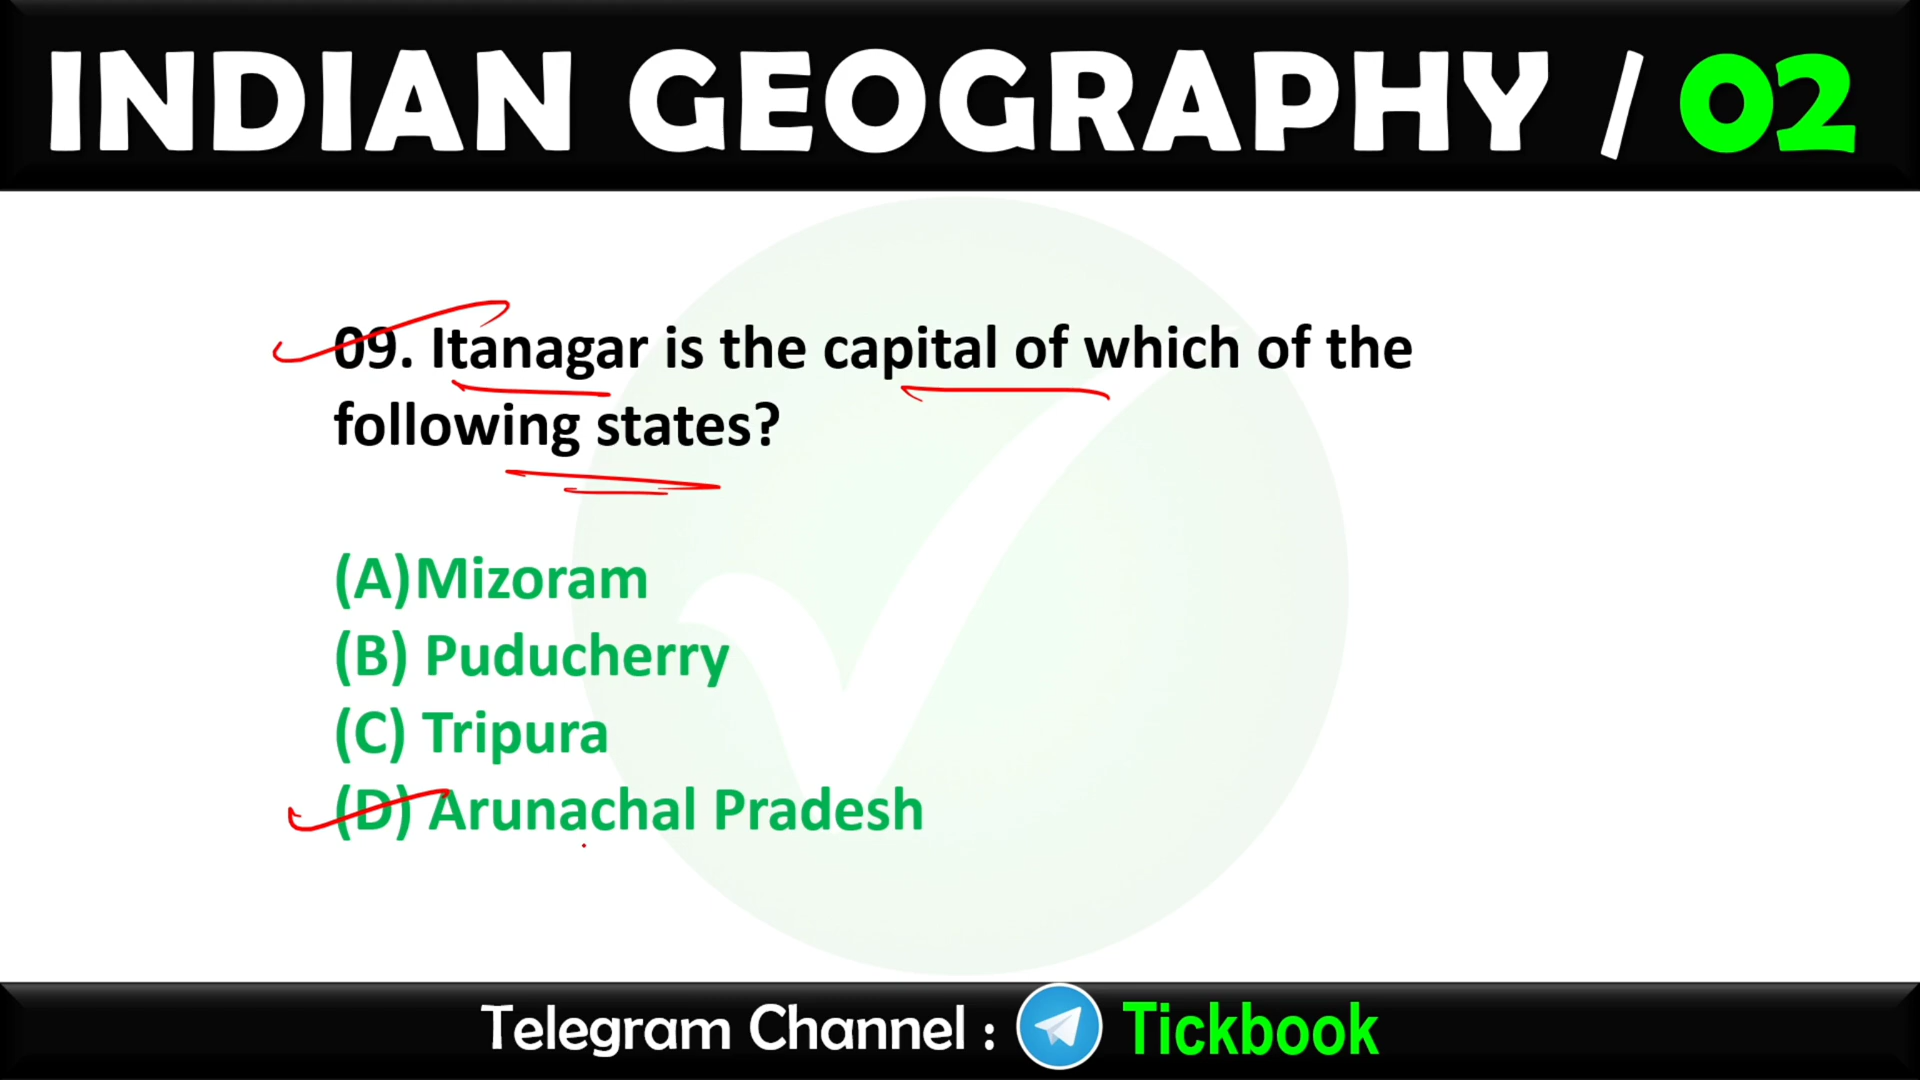 INDIAN GEOGRAPHY / 02
09. Itanagar is the capital of which of the
following states?
(A)Mizoram
(B) Puducherry
(C) Tripura
(D) Arunachal Pradesh
Telegram Channel : Tickbook